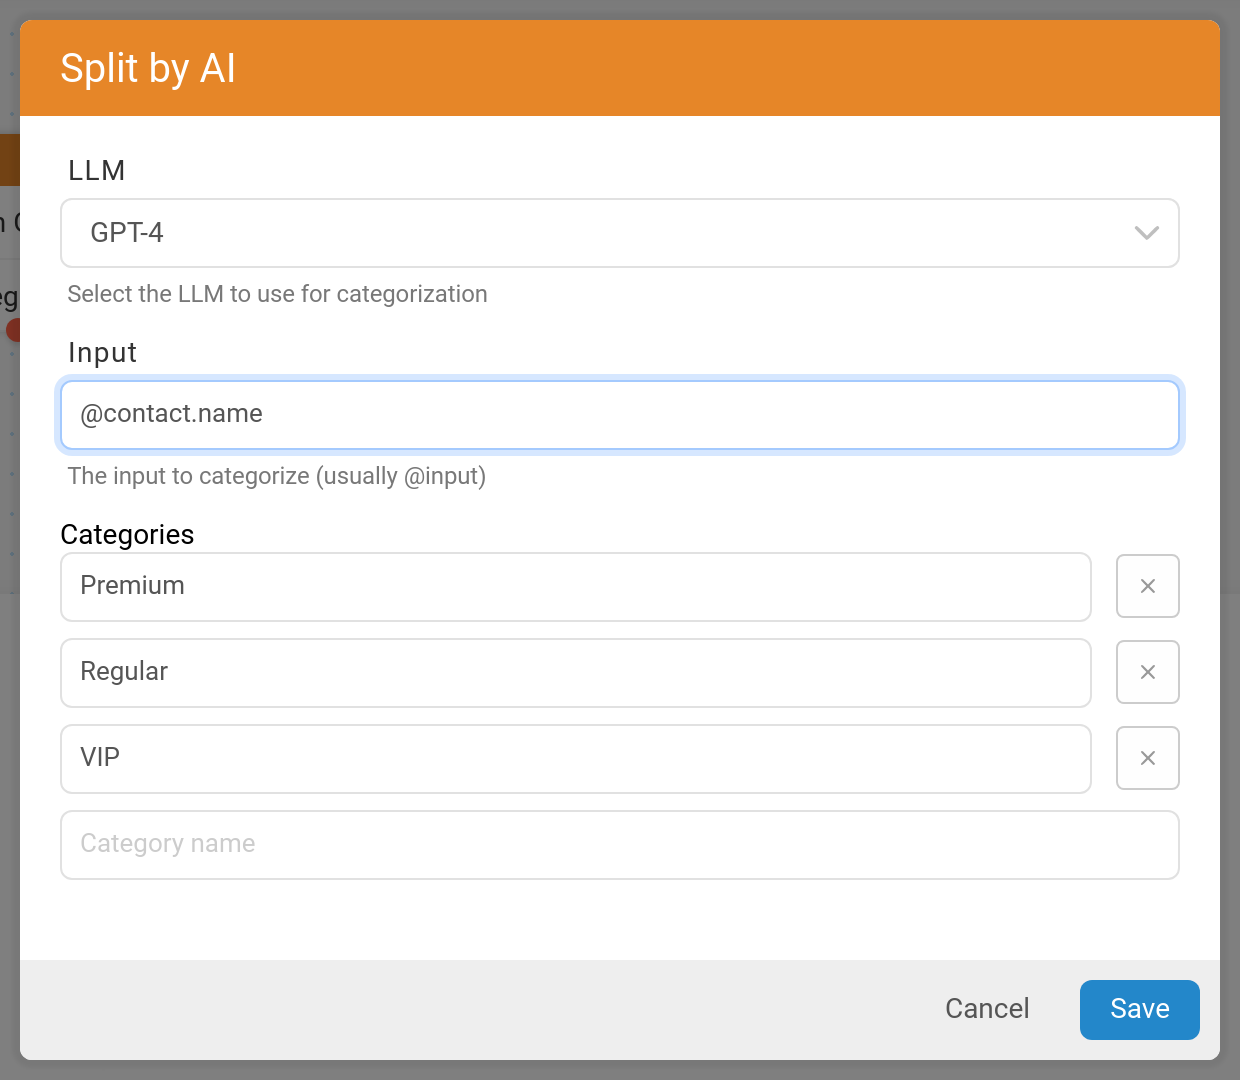 Split by AI
LLM
GPT-4
Select the LLM to use for categorization
Input
@contact.name
The input to categorize (usually @input)
Categories
Premium
Regular
VIP
Category name
Cancel
Save